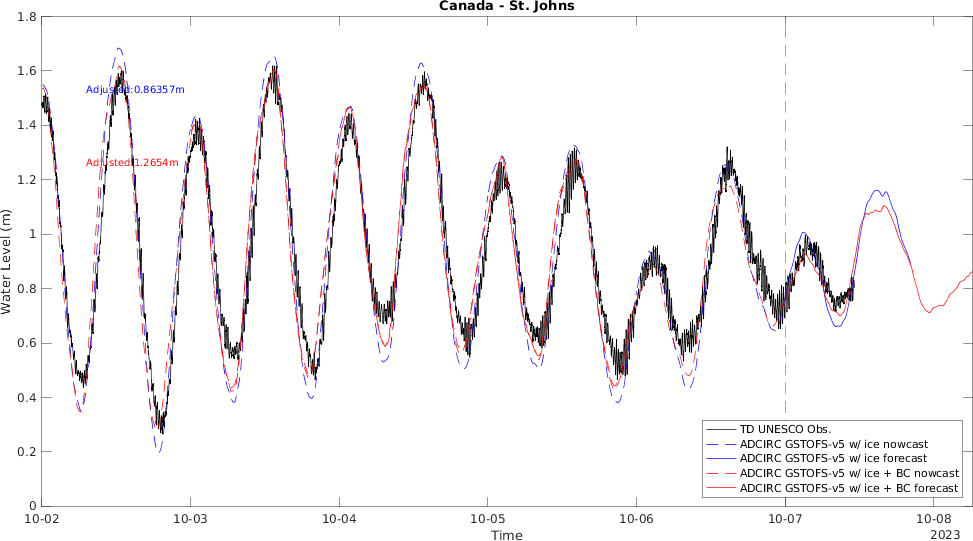 Canada - St. Johns
1.8
1.6
Adjusted:0.86357m
1.4
Adjusted:1.2654m
1.2
1
0.8
0.6
0.4
0.2
0
Water Level (m)
TD UNESCO Obs.
ADCIRC GSTOFS-v5 w/ ice nowcast
ADCIRC GSTOFS-v5 w/ ice forecast
ADCIRC GSTOFS-v5 w/ ice + BC nowcast
ADCIRC GSTOFS-v5 w/ ice + BC forecast
10-02 10-03 10-04 10-05 10-06 10-07 10-08
Time
2023